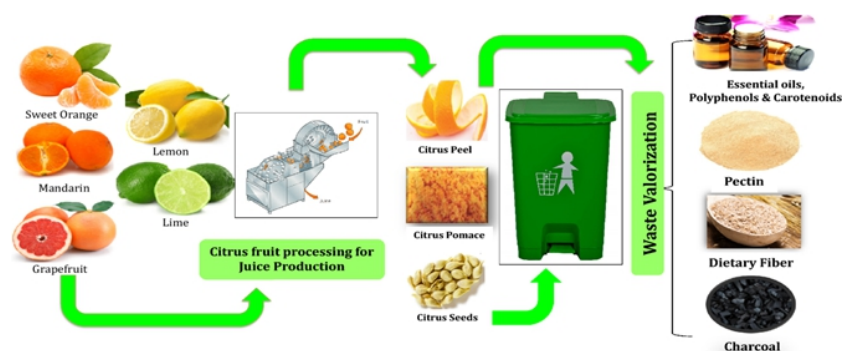 Sweet Orange
Lemon
Mandarin
Lime
Grapefruit
Citrus fruit processing for
Juice Production
Citrus Peel
Citrus Pomace
Citrus Seeds
Waste Valorization
Essential oils,
Polyphenols & Carotenoids
Pectin
Dietary Fiber
Charcoal